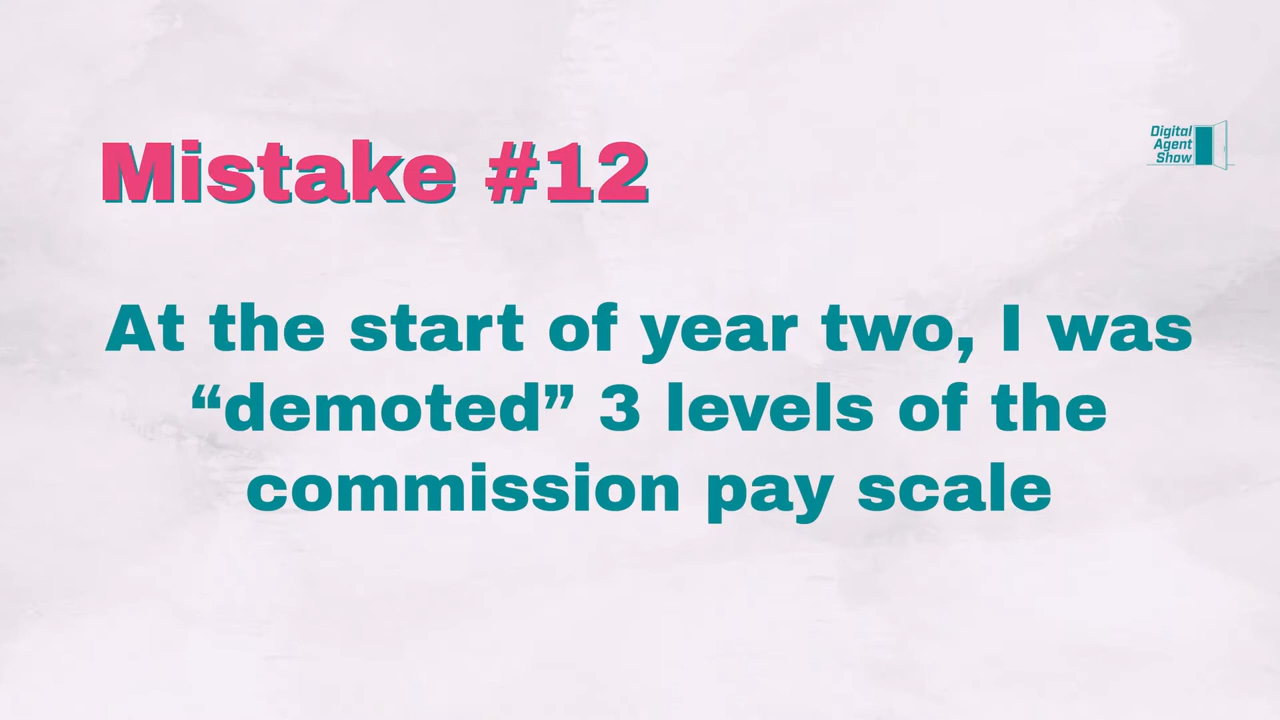 Mistake #12
Digital
Agent
Show
At the start of year two, I was
“demoted” 3 levels of the
commission pay scale